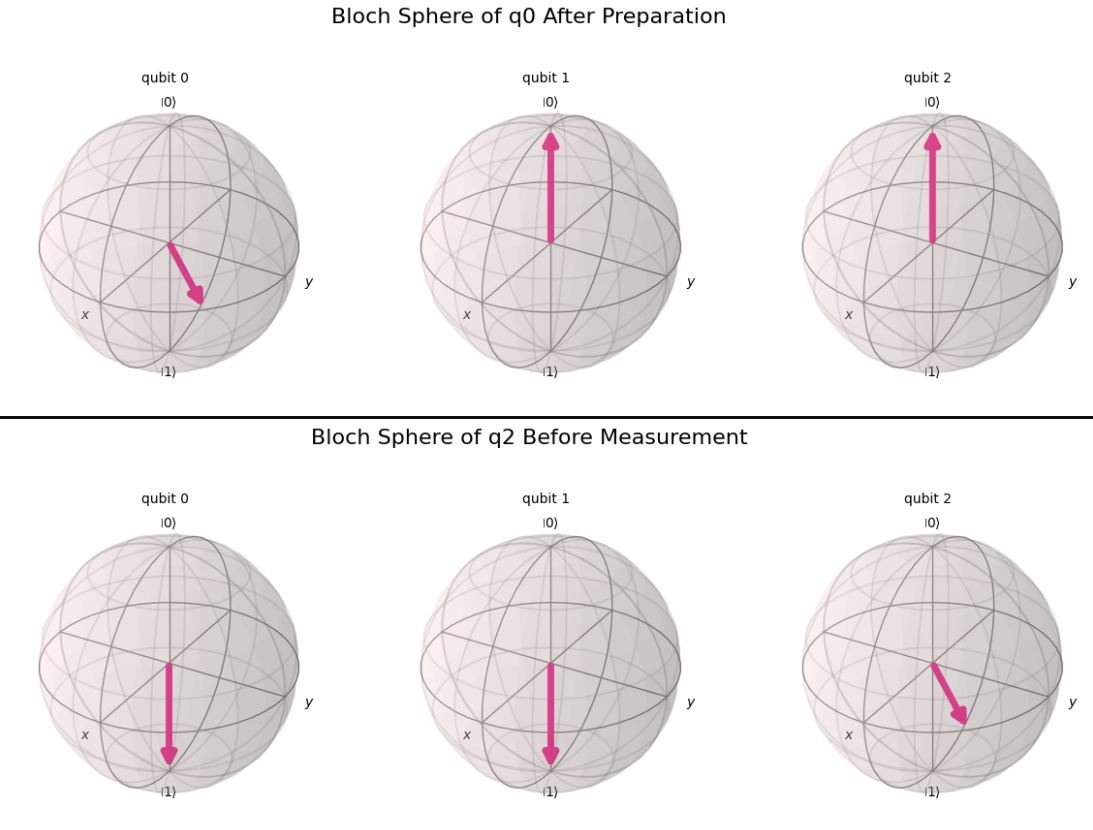 Bloch Sphere of q0 After Preparation
qubit 0 qubit 1 qubit 2
|0⟩ |0⟩ |0⟩
y y y
x x x
|1⟩ |1⟩ |1⟩
Bloch Sphere of q2 Before Measurement
qubit 0 qubit 1 qubit 2
|0⟩ |0⟩ |0⟩
y y y
x x x
|1⟩ |1⟩ |1⟩